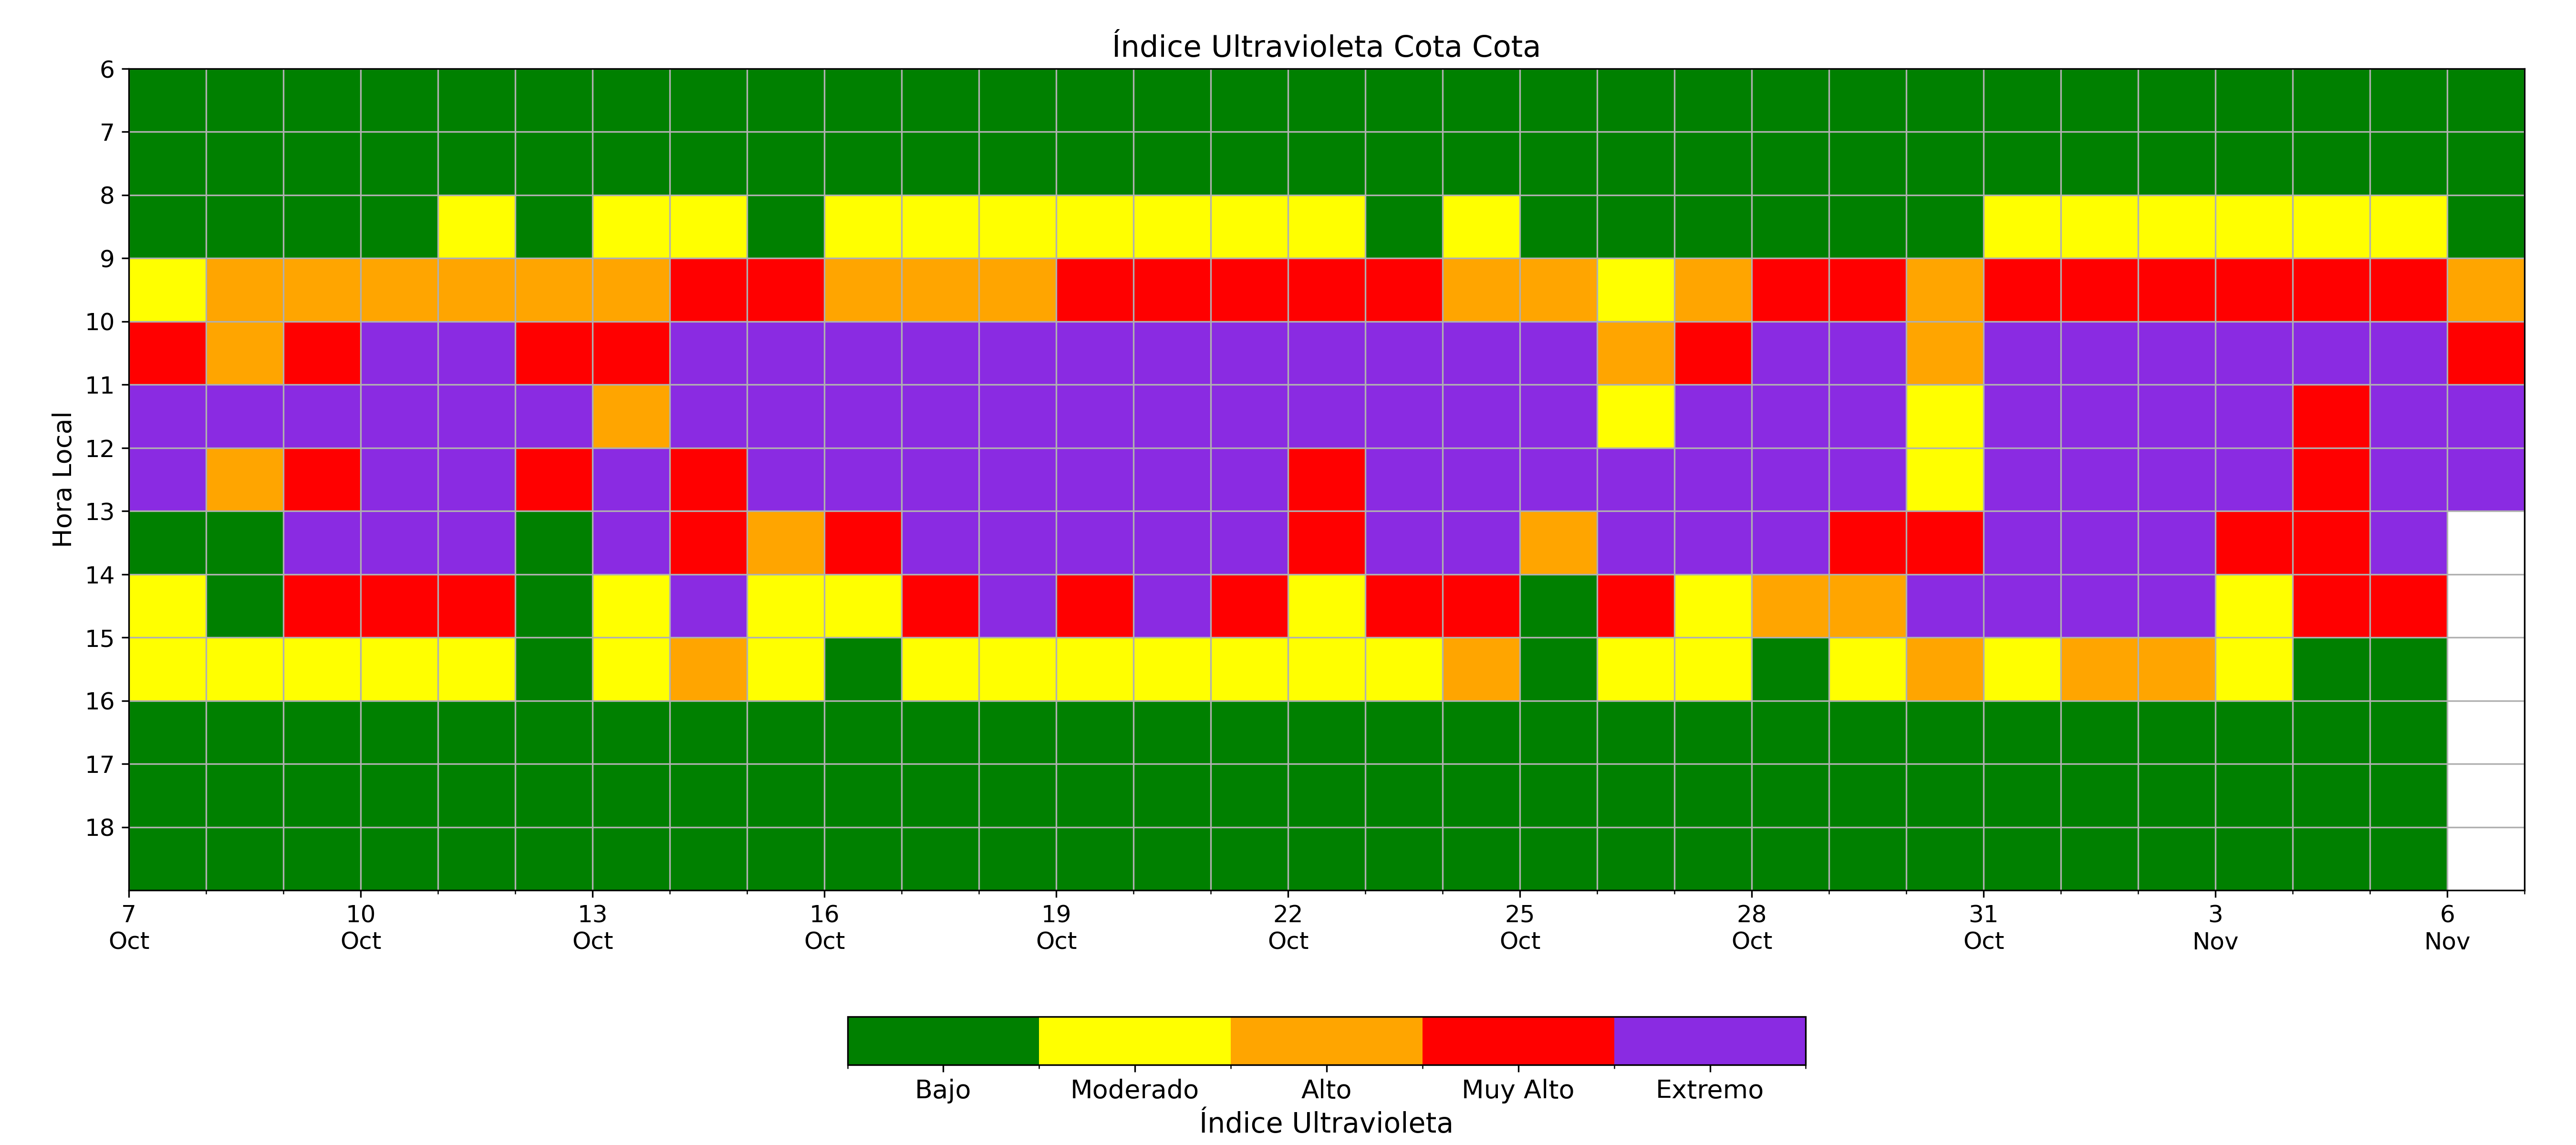 Índice Ultravioleta Cota Cota
Hora Local
6
7
8
9
10
11
12
13
14
15
16
17
18
7 10 13 16 19 22 25 28 31 3 6
Oct Oct Oct Oct Oct Oct Oct Oct Oct Nov Nov
Bajo Moderado Alto Muy Alto Extremo
Índice Ultravioleta